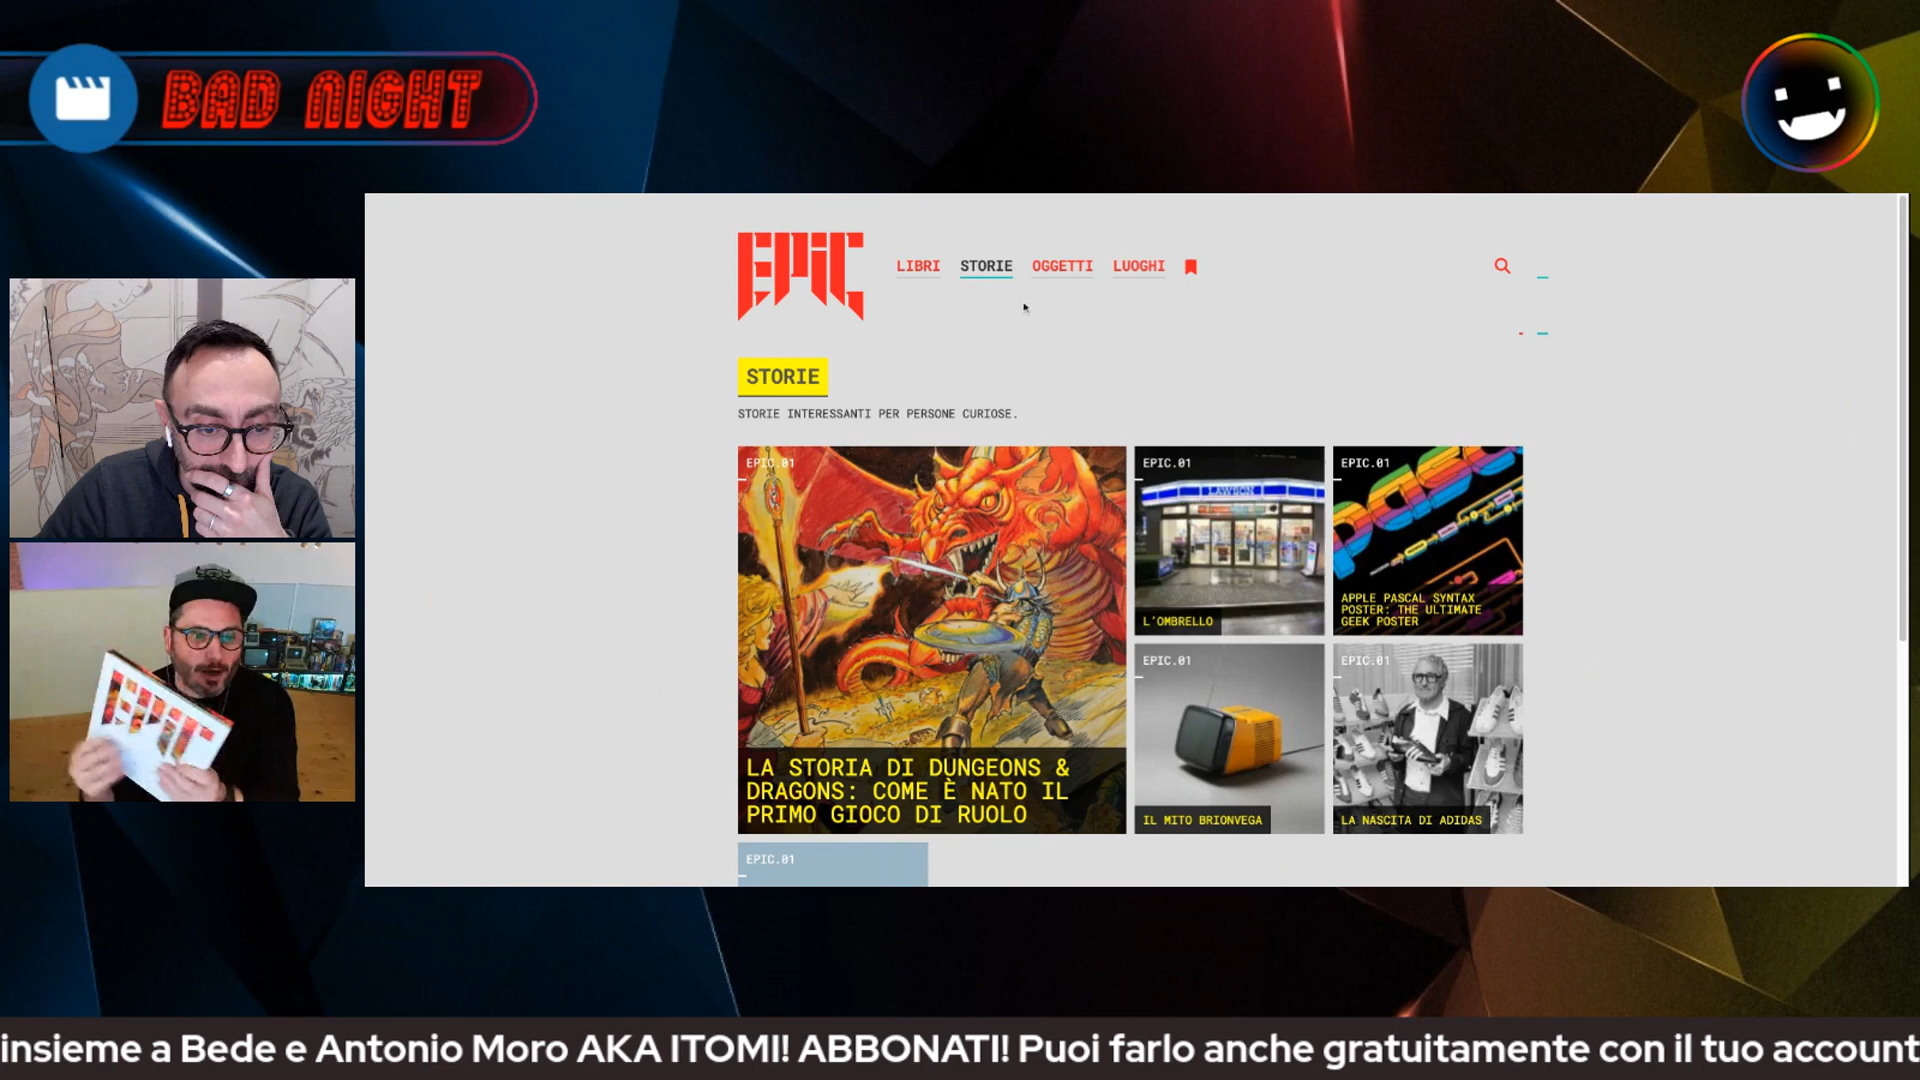 BAD NIGHT
EPIC
LIBRI STORIE OGGETTI LUOGHI
STORIE
STORIE INTERESSANTI PER PERSONE CURIOSE.
EPIC.01
LA STORIA DI DUNGEONS &
DRAGONS: COME È NATO IL
PRIMO GIOCO DI RUOLO
EPIC.01
LAWSON
L'OMBRELLO
EPIC.01
PASC
APPLE PASCAL SYNTAX
POSTER: THE ULTIMATE
GEEK POSTER
EPIC.01
IL MITO BRIONVEGA
EPIC.01
LA NASCITA DI ADIDAS
EPIC.01
EPIC
insieme a Bede e Antonio Moro AKA ITOMI! ABBONATI! Puoi farlo anche gratuitamente con il tuo account